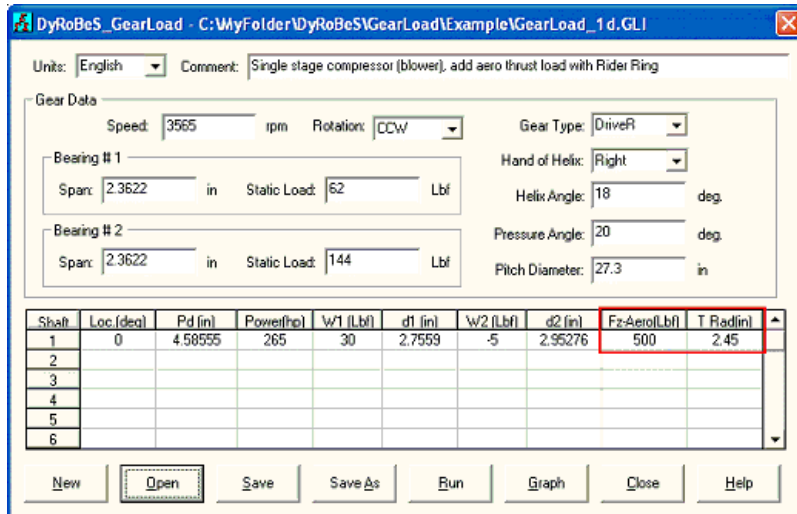 DyRoBeS_GearLoad - C:\MyFolder\DyRoBeS\GearLoad\Example\GearLoad_1d.GLI
Units: English Comment: Single stage compressor (blower), add aero thrust load with Rider Ring
Gear Data
Speed: 3565 rpm Rotation: CCW Gear Type: DriveR
Bearing # 1 Hand of Helix: Right
Span: 2.3622 in Static Load: 62 Lbf Helix Angle: 18 deg.
Bearing # 2 Pressure Angle: 20 deg.
Span: 2.3622 in Static Load: 144 Lbf Pitch Diameter: 27.3 in
Shaft Loc.(deg) Pd (in) Power(hp) W1 (Lbf) d1 (in) W2 (Lbf) d2 (in) Fz-Aero(Lbf) T Rad(in)
1 0 4.58555 265 30 2.7559 -5 2.95276 500 2.45
2
3
4
5
6
New Open Save Save As Run Graph Close Help